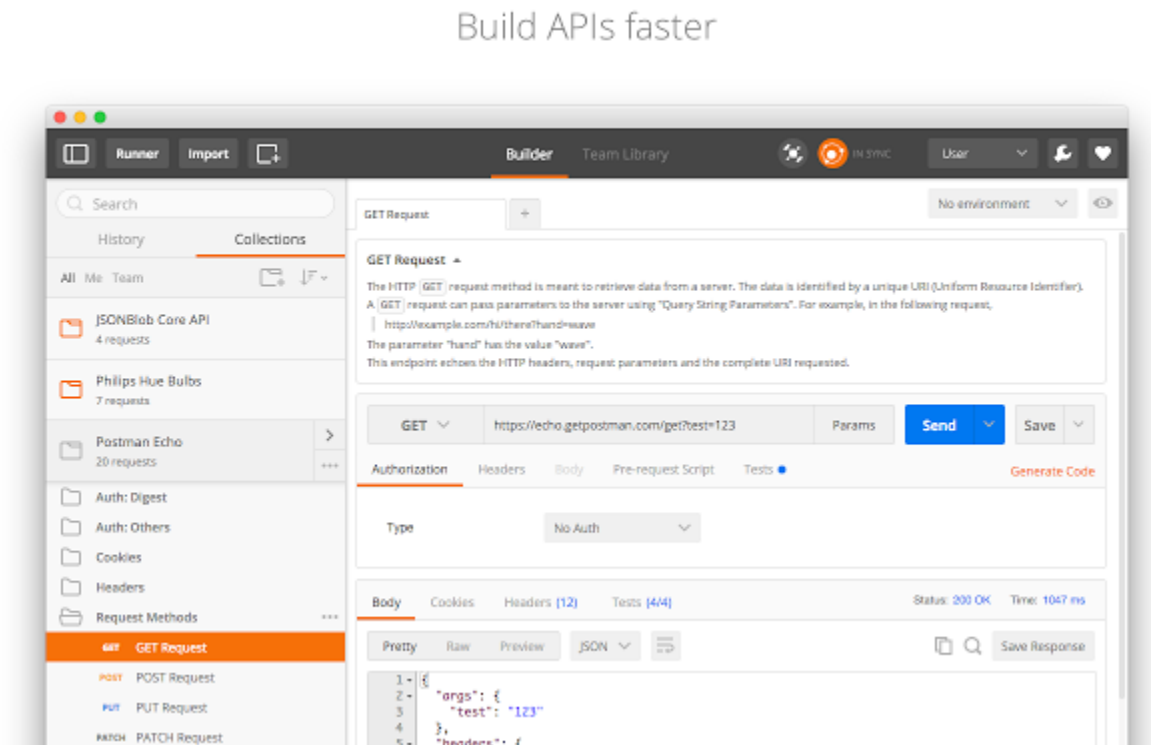 Build APIs faster
Runner Import Builder Team Library IN SYNC User
Search
History Collections
All Me Team
JSONBlob Core API
4 requests
Philips Hue Bulbs
7 requests
Postman Echo
20 requests
Auth: Digest
Auth: Others
Cookies
Headers
Request Methods
GET GET Request
POST POST Request
PUT PUT Request
PATCH PATCH Request
GET Request + No environment
GET Request
The HTTP GET request method is meant to retrieve data from a server. The data is identified by a unique URI (Uniform Resource Identifier).
A GET request can pass parameters to the server using "Query String Parameters". For example, in the following request,
http://example.com/hi/there?hand=wave
The parameter "hand" has the value "wave".
This endpoint echoes the HTTP headers, request parameters and the complete URI requested.
GET https://echo.getpostman.com/get?test=123 Params Send Save
Authorization Headers Body Pre-request Script Tests Generate Code
Type No Auth
Body Cookies Headers (12) Tests (4/4) Status: 200 OK Time: 1047 ms
Pretty Raw Preview JSON Save Response
1 {
2 "args": {
3 "test": "123"
4 },
5 "headers": {